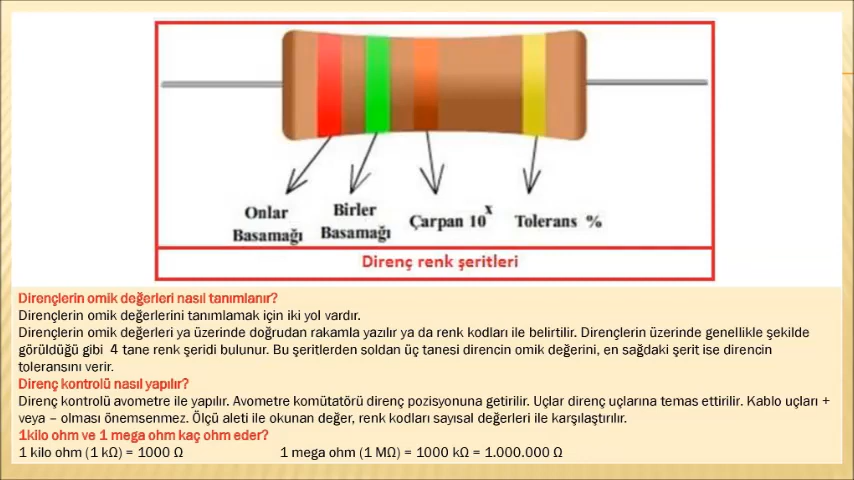 Onlar Basamağı
Birler Basamağı
Çarpan 10^x
Tolerans %
Direnç renk şeritleri
Dirençlerin omik değerleri nasıl tanımlanır?
Dirençlerin omik değerlerini tanımlamak için iki yol vardır.
Dirençlerin omik değerleri ya üzerinde doğrudan rakamla yazılır ya da renk kodları ile belirtilir. Dirençlerin üzerinde genellikle şekilde
görüldüğü gibi 4 tane renk şeridi bulunur. Bu şeritlerden soldan üç tanesi direncin omik değerini, en sağdaki şerit ise direncin
toleransını verir.
Direnç kontrolü nasıl yapılır?
Direnç kontrolü avometre ile yapılır. Avometre komütatörü direnç pozisyonuna getirilir. Uçlar direnç uçlarına temas ettirilir. Kablo uçları +
veya – olması önemsenmez. Ölçü aleti ile okunan değer, renk kodları sayısal değerleri ile karşılaştırılır.
1kilo ohm ve 1 mega ohm kaç ohm eder?
1 kilo ohm (1 kΩ) = 1000 Ω 1 mega ohm (1 MΩ) = 1000 kΩ = 1.000.000 Ω